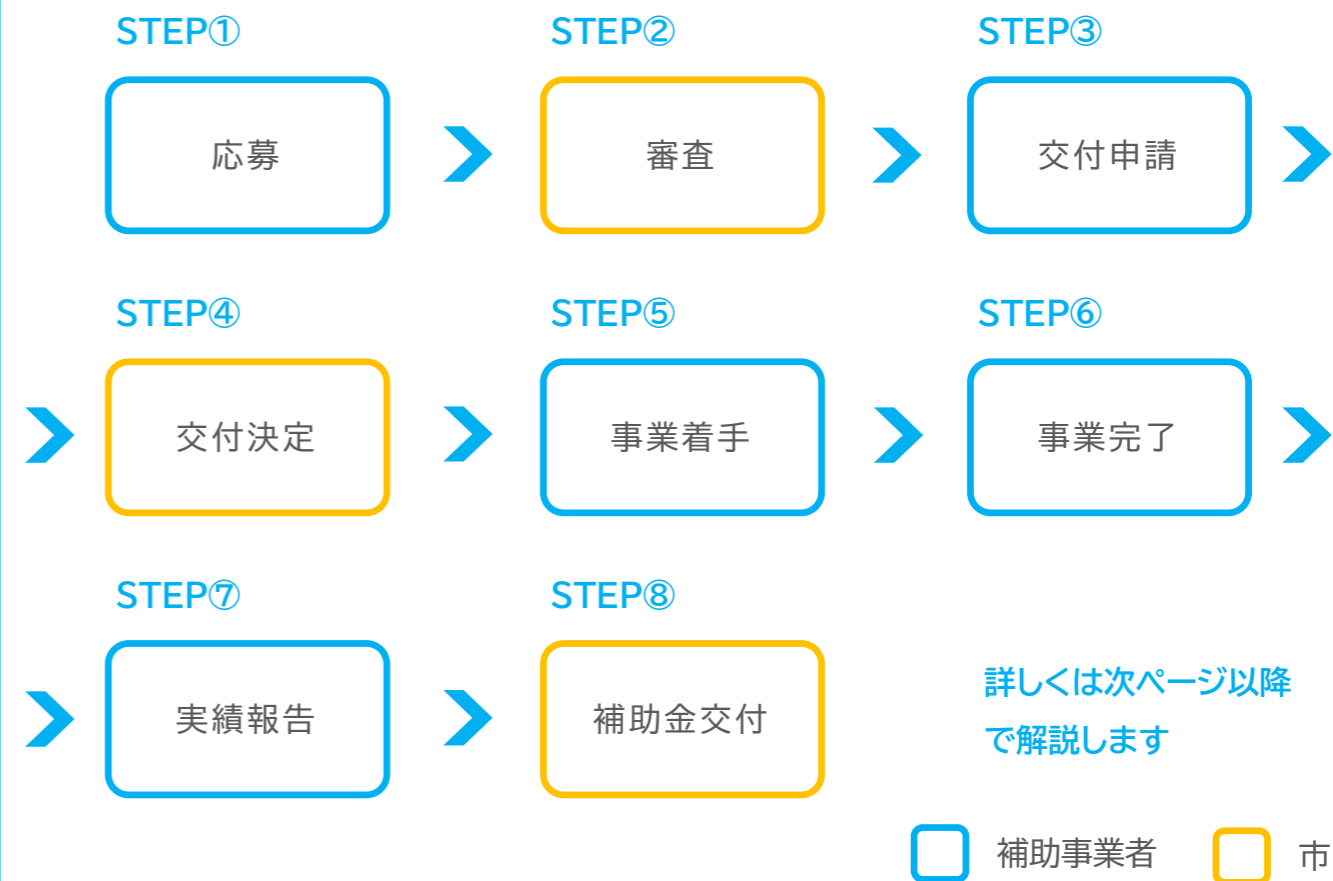 STEP① STEP② STEP③
応募 審査 交付申請
STEP④ STEP⑤ STEP⑥
交付決定 事業着手 事業完了
STEP⑦ STEP⑧
実績報告 補助金交付
詳しくは次ページ以降
で解説します
補助事業者 市